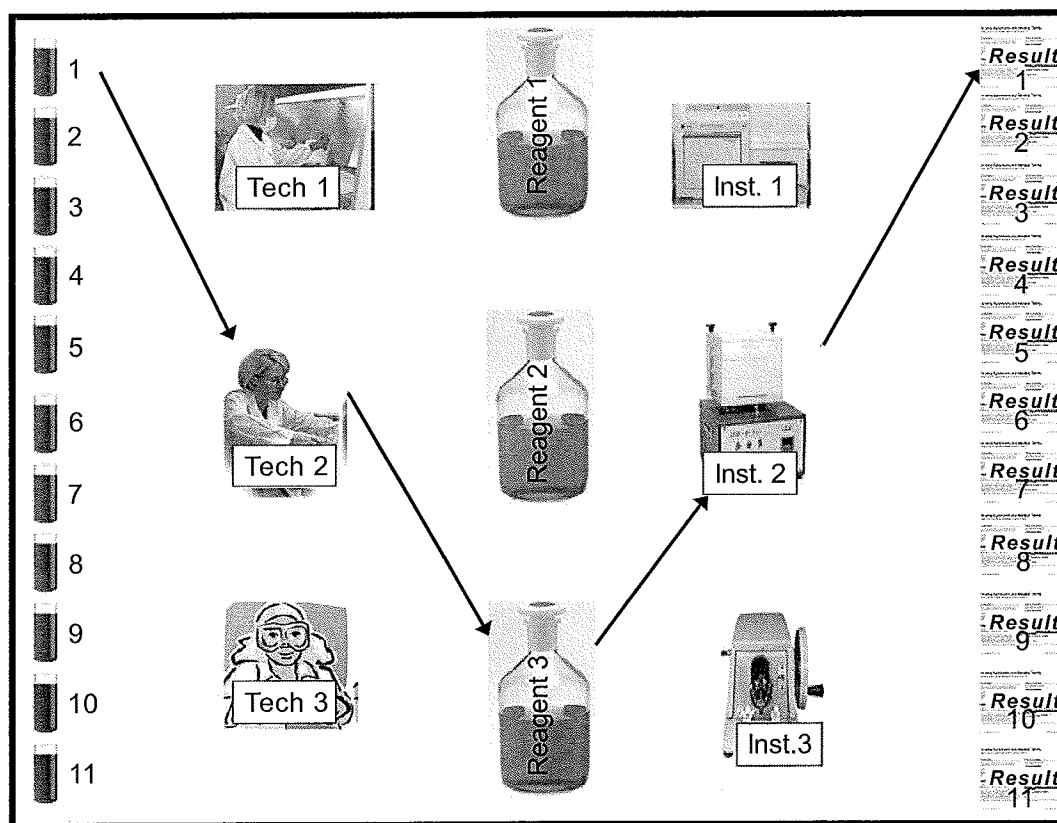 1
2
3
4
5
6
7
8
9
10
11
Tech 1
Tech 2
Tech 3
Reagent 1
Reagent 2
Reagent 3
Inst. 1
Inst. 2
Inst.3
Result
1
Result
2
Result
3
Result
4
Result
5
Result
6
Result
7
Result
8
Result
9
Result
10
Result
11